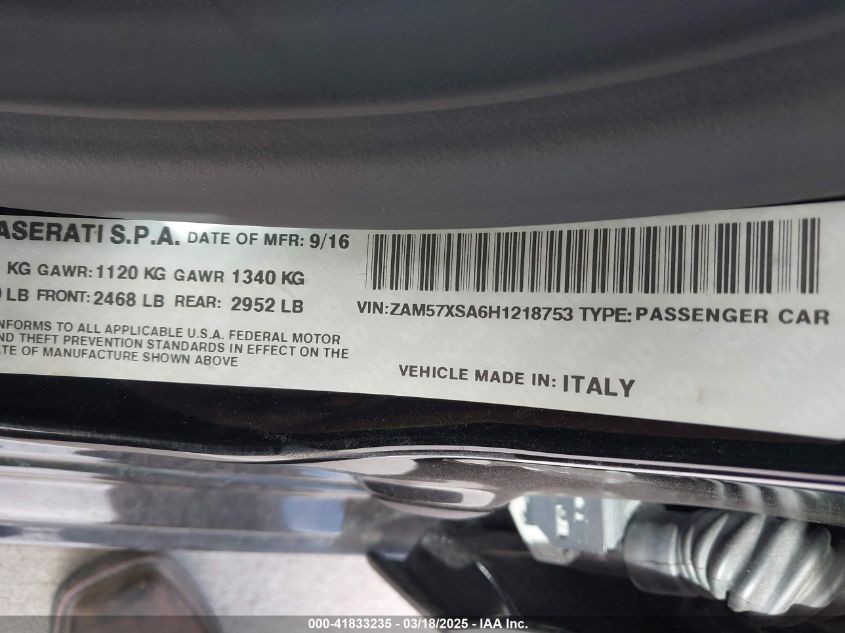 ASERATI S.P.A. DATE OF MFR: 9/16
KG GAWR: 1120 KG GAWR 1340 KG
LB FRONT: 2468 LB REAR: 2952 LB
VIN:ZAM57XSA6H1218753 TYPE: PASSENGER CAR
NFORMS TO ALL APPLICABLE U.S.A. FEDERAL MOTOR
ND THEFT PREVENTION STANDARDS IN EFFECT ON THE
ATE OF MANUFACTURE SHOWN ABOVE
VEHICLE MADE IN: ITALY
000-41833235 - 03/18/2025 - IAA Inc.